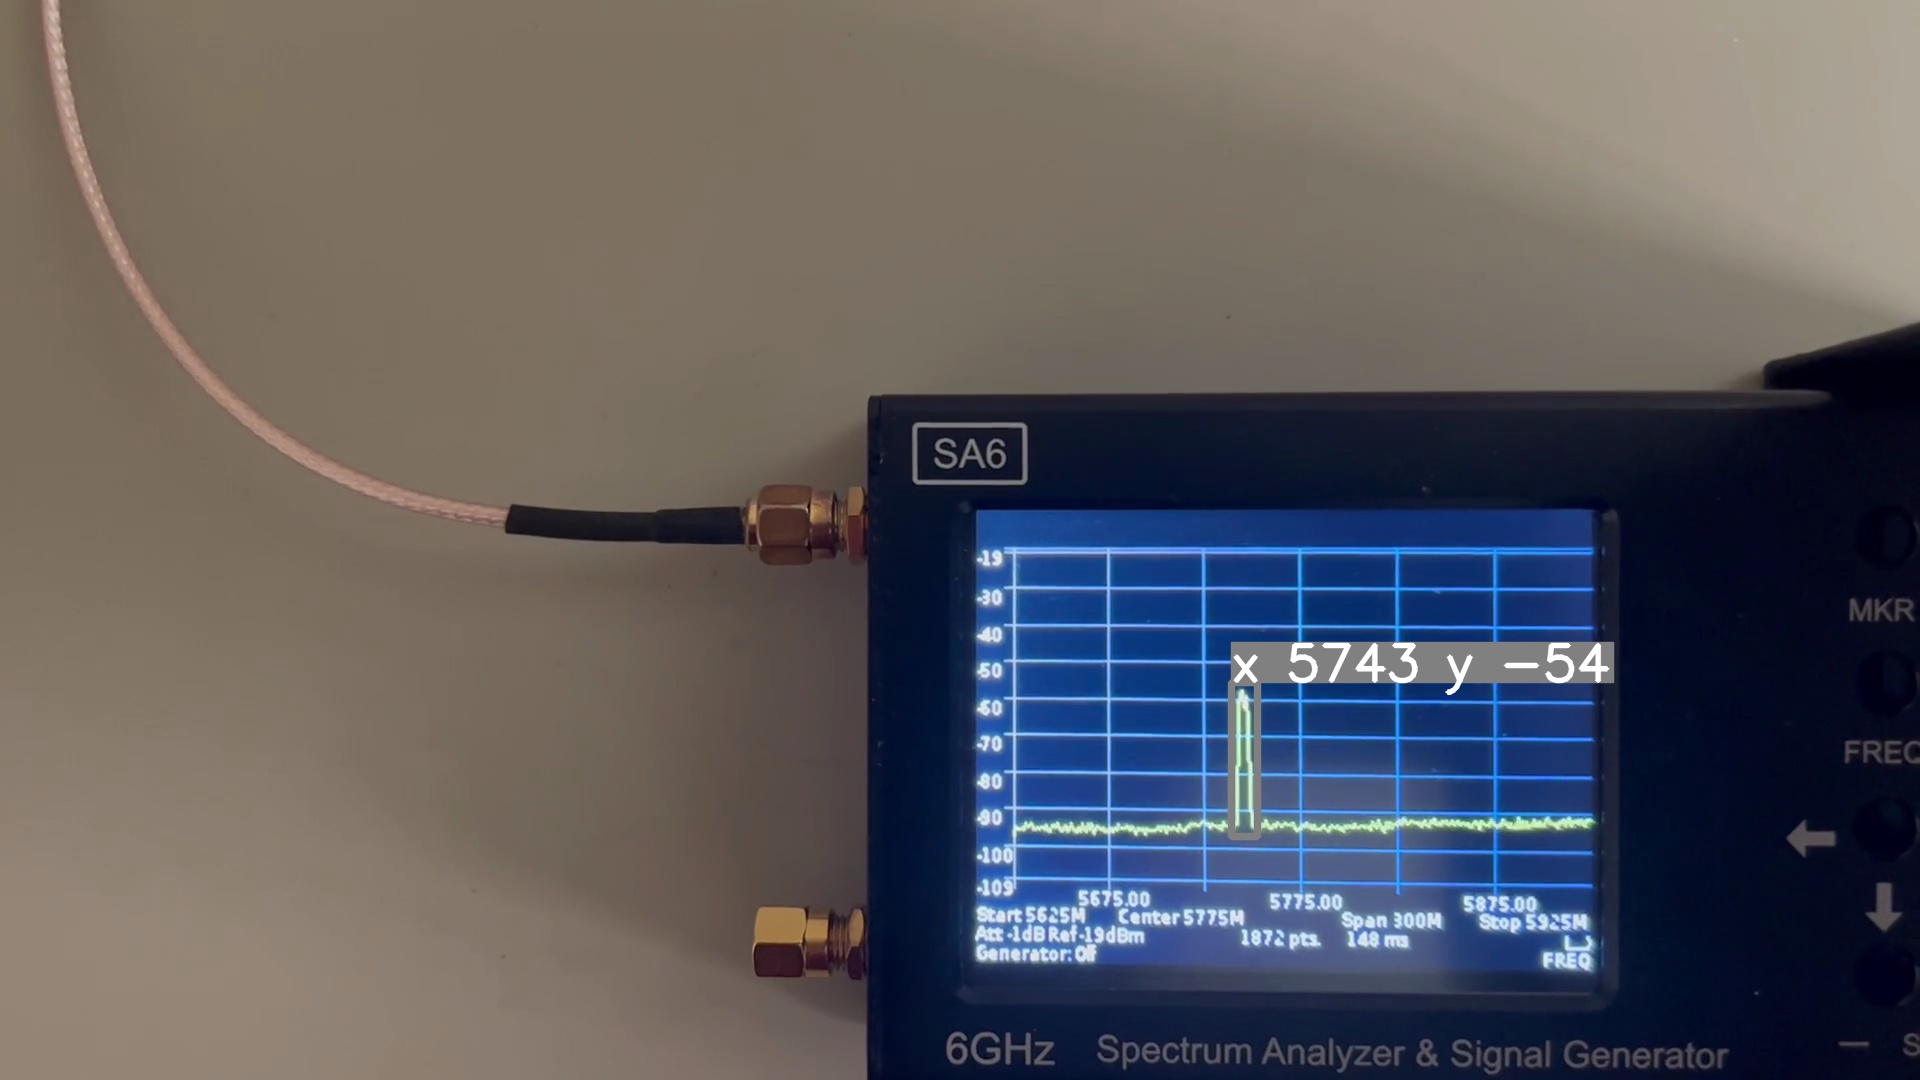 SA6
-19
-30
-40
x 5743 y -54
-50
-60
-70
-80
-90
-100
-109
5675.00 5775.00 5875.00
Start 5625M Center 5775M Span 300M Stop 5925M
Att -1dB Ref -19dBm 1872 pts. 148 ms
Generator: Off FREQ
MKR
FREQ
6GHz Spectrum Analyzer & Signal Generator